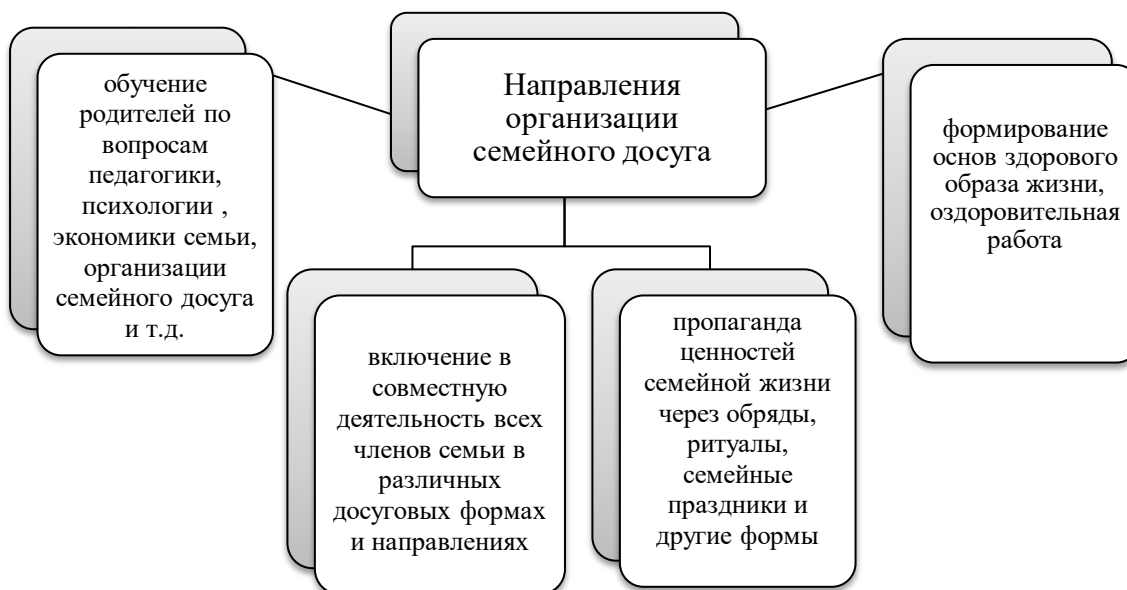 Направления
организации
семейного досуга
обучение
родителей по
вопросам
педагогики,
психологии ,
экономики семьи,
организации
семейного досуга
и т.д.
включение в
совместную
деятельность всех
членов семьи в
различных
досуговых формах
и направлениях
пропаганда
ценностей
семейной жизни
через обряды,
ритуалы,
семейные
праздники и
другие формы
формирование
основ здорового
образа жизни,
оздоровительная
работа